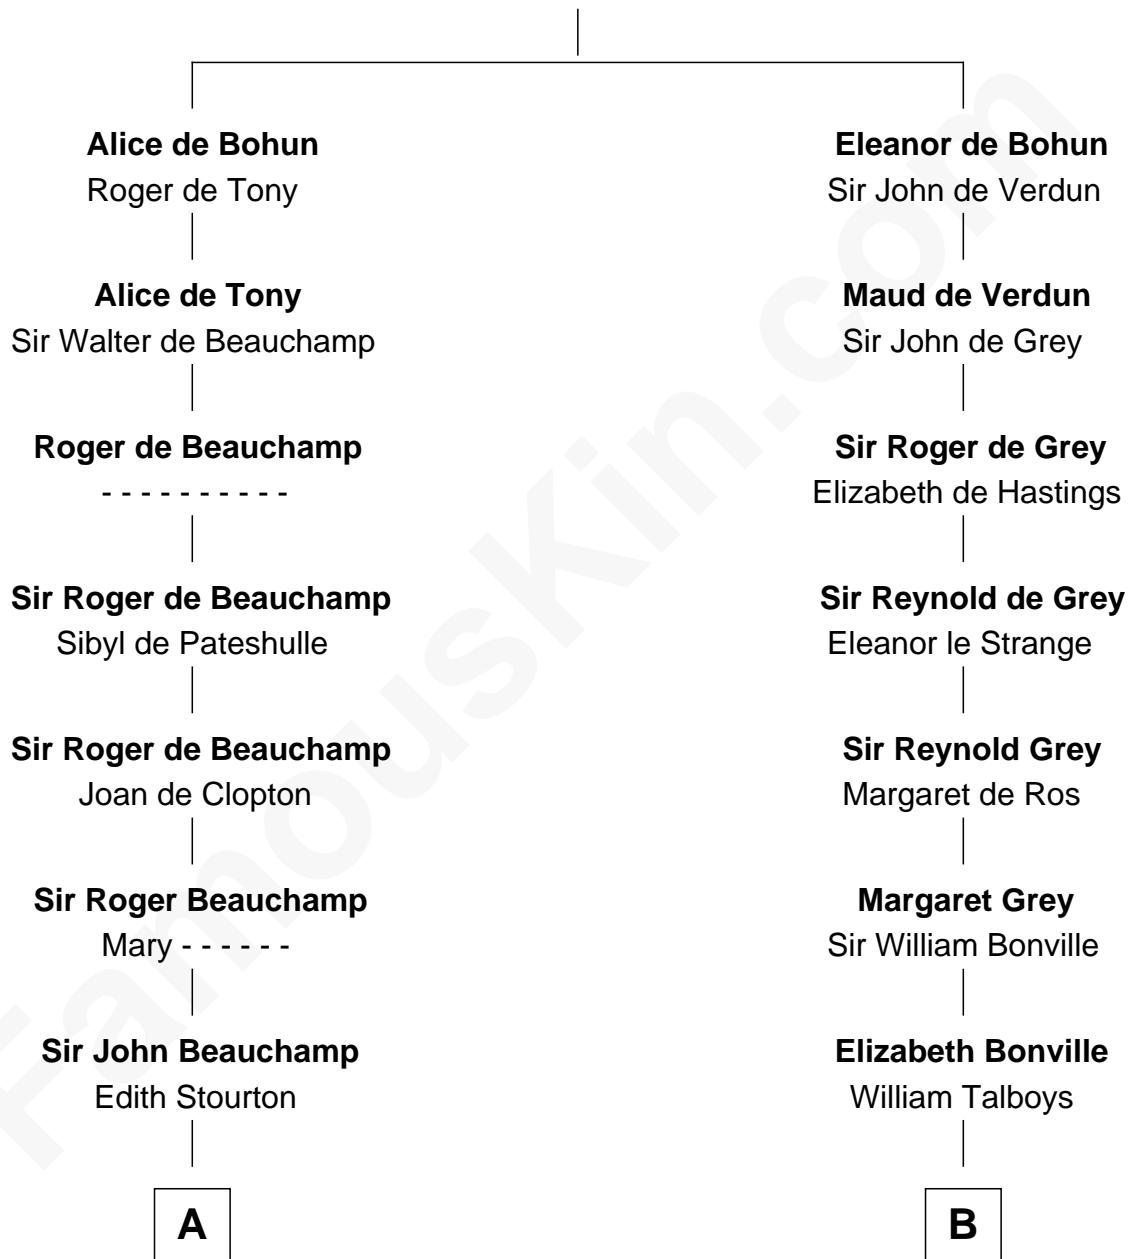 Alice de Bohun
Roger de Tony
Eleanor de Bohun
Sir John de Verdun
Alice de Tony
Sir Walter de Beauchamp
Maud de Verdun
Sir John de Grey
Roger de Beauchamp
- - - - - - - - - -
Sir Roger de Grey
Elizabeth de Hastings
Sir Roger de Beauchamp
Sibyl de Pateshulle
Sir Reynold de Grey
Eleanor le Strange
Sir Roger de Beauchamp
Joan de Clopton
Sir Reynold Grey
Margaret de Ros
Sir Roger Beauchamp
Mary - - - - - -
Margaret Grey
Sir William Bonville
Sir John Beauchamp
Edith Stourton
Elizabeth Bonville
William Talboys
A
B
FamousKin.com